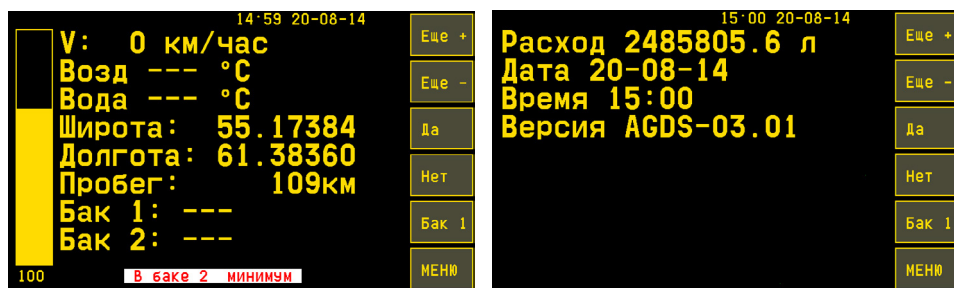 14:59 20-08-14
V: 0 км/час
Возд --- °C
Вода --- °C
Широта: 55.17384
Долгота: 61.38360
Пробег: 109км
Бак 1: ---
Бак 2: ---
100
В баке 2 минимум
Еще +
Еще -
Да
Нет
Бак 1
МЕНЮ
15:00 20-08-14
Расход 2485805.6 л
Дата 20-08-14
Время 15:00
Версия AGDS-03.01
Еще +
Еще -
Да
Нет
Бак 1
МЕНЮ